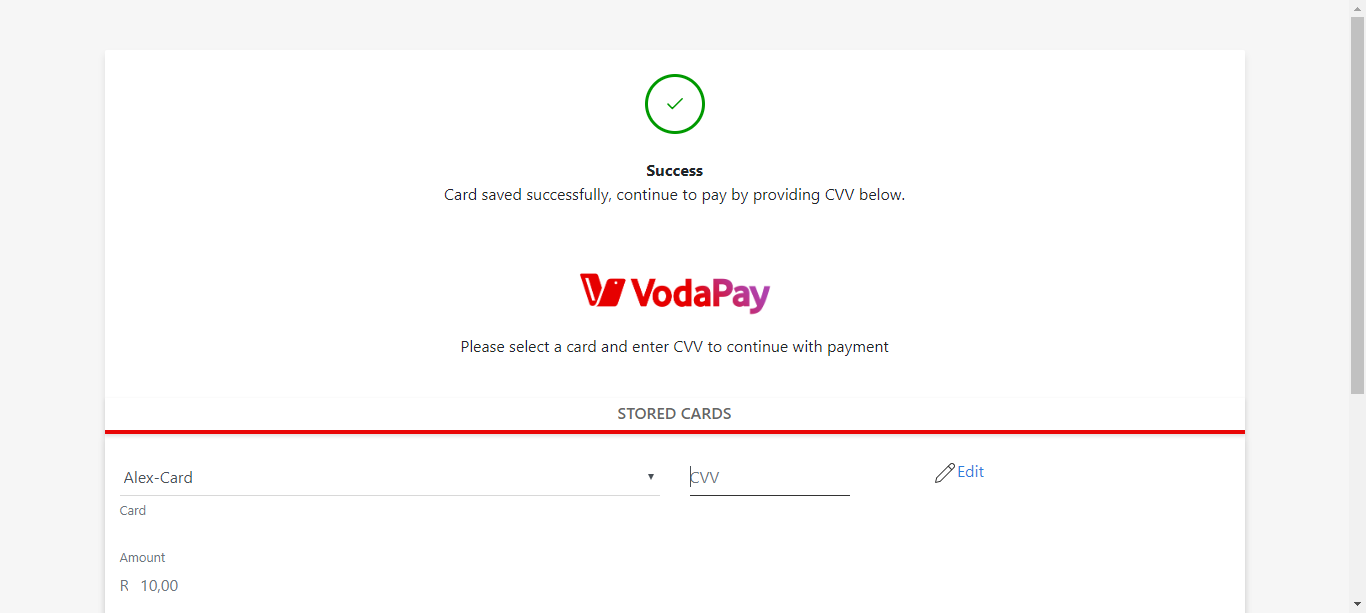 Success
Card saved successfully, continue to pay by providing CVV below.
VodaPay
Please select a card and enter CVV to continue with payment
STORED CARDS
Alex-Card
CVV
Edit
Card
Amount
R 10,00